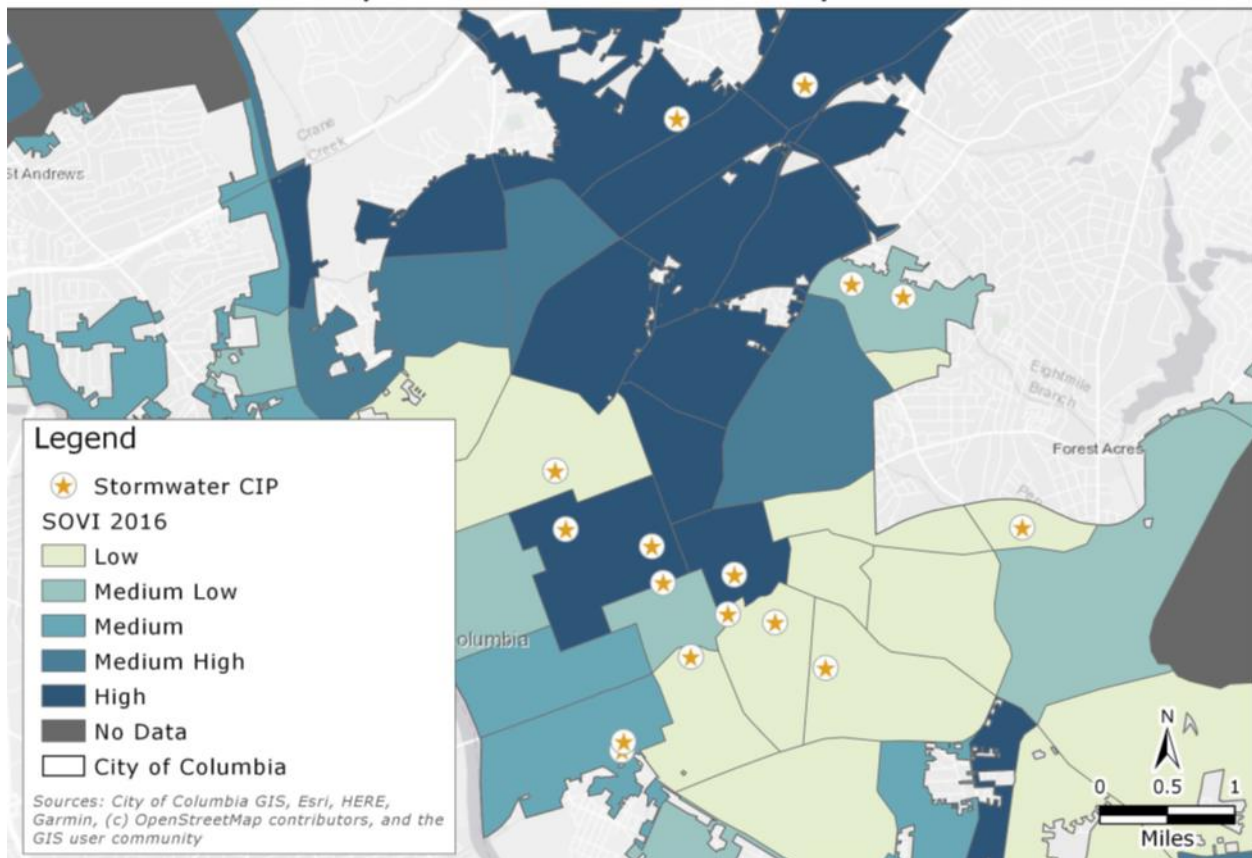 Crane
Creek
St Andrews
Eightmile
Branch
Forest Acres
olumbia
Legend
Stormwater CIP
SOVI 2016
Low
Medium Low
Medium
Medium High
High
No Data
City of Columbia
Sources: City of Columbia GIS, Esri, HERE,
Garmin, (c) OpenStreetMap contributors, and the
GIS user community
N
0 0.5 1
Miles